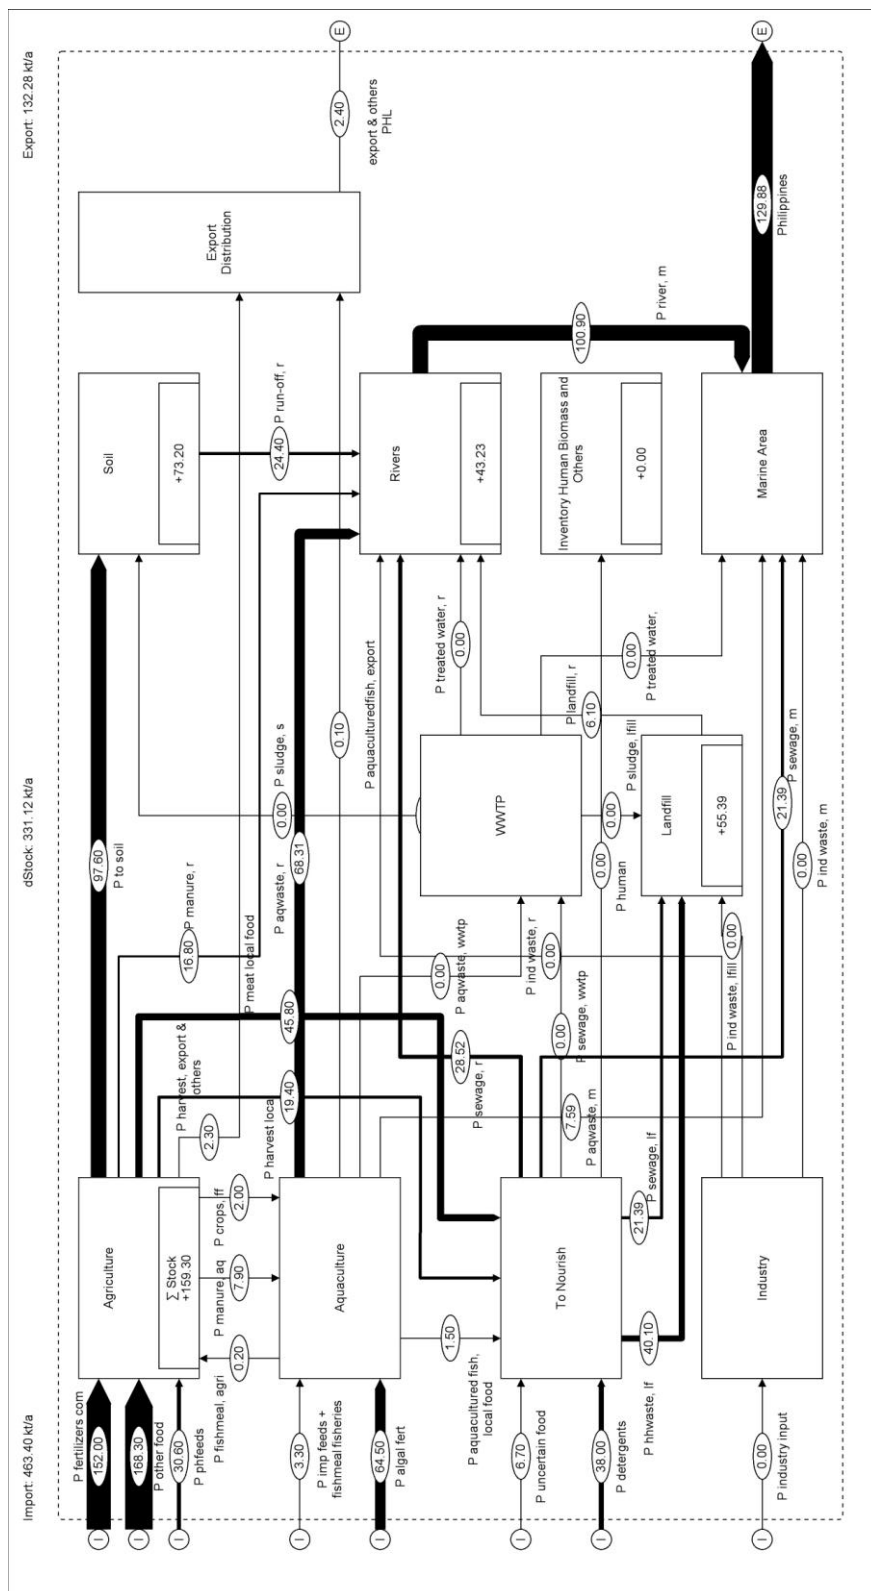 Import: 463.40 kt/a
dStock: 331.12 kt/a
Export: 132.28 kt/a
I
P fertilizers com
152.00
I
P other food
168.30
I
30.60
P phfeeds
P fishmeal, agri
0.20
I
3.30
P imp feeds +
fishmeal fisheries
I
64.50
P algal fert
P aquacultured fish,
local food
1.50
I
6.70
P uncertain food
I
38.00
P detergents
P hhwaste, lf
40.10
I
0.00
P industry input
Agriculture
∑ Stock
+159.30
P manure, aq
7.90
P crops, ff
2.00
Aquaculture
To Nourish
Industry
97.60
P to soil
16.80
P manure, r
P meat local food
45.80
P harvest, export &
others
2.30
P harvest local
19.40
P aqwaste, r
68.31
0.10
P aquaculturedfish, export
0.00
P sludge, s
0.00
P aqwaste, wwtp
P ind waste, r
0.00
28.52
P sewage, r
0.00
P sewage, wwtp
7.59
P aqwaste, m
P sewage, lf
21.39
0.00
P ind waste, lfill
0.00
P human
0.00
P sludge, lfill
WWTP
Landfill
+55.39
P landfill, r
6.10
0.00
P treated water, r
0.00
P treated water,
21.39
P sewage, m
0.00
P ind waste, m
Soil
+73.20
24.40
P run-off, r
Rivers
+43.23
Inventory Human Biomass and
Others
+0.00
Marine Area
100.90
P river, m
Export
Distribution
2.40
export & others
PHL
E
129.88
Philippines
E